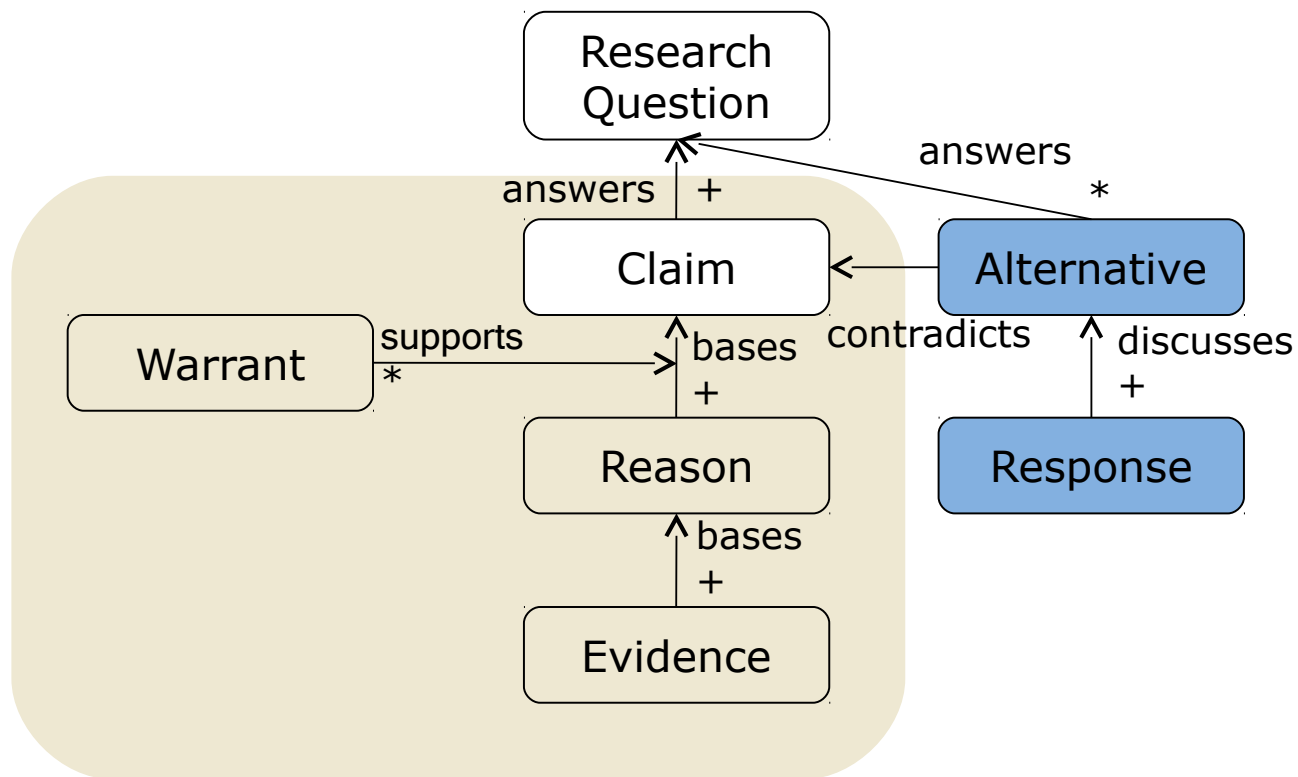 Research
Question
answers
*
answers
+
Claim
Alternative
contradicts
supports
*
Warrant
bases
+
discusses
+
Reason
Response
bases
+
Evidence